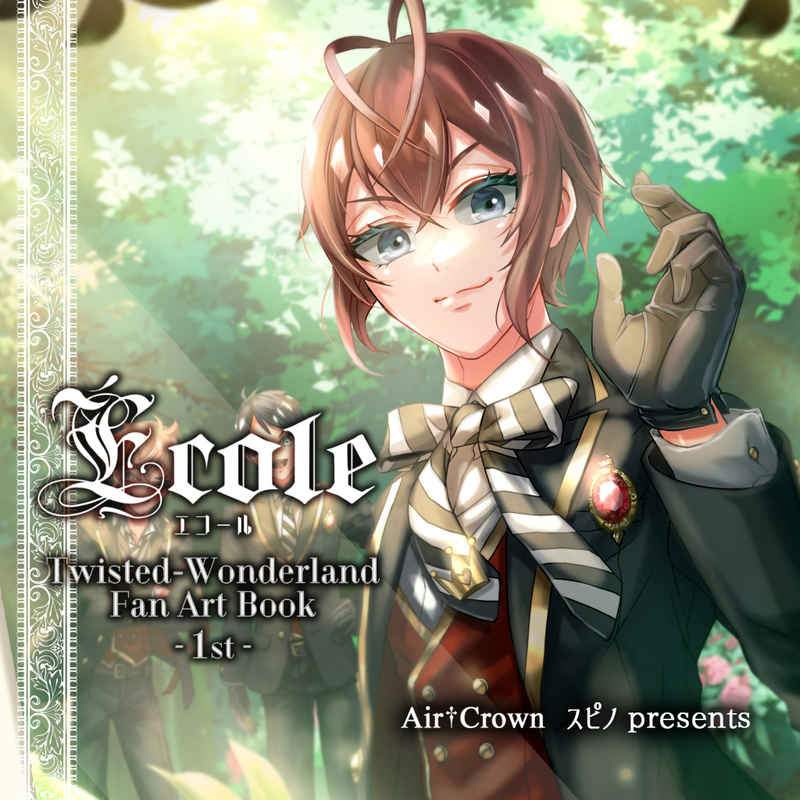 Ecole
エコール
Twisted-Wonderland
Fan Art Book
- 1st -
Air†Crown スピノ presents